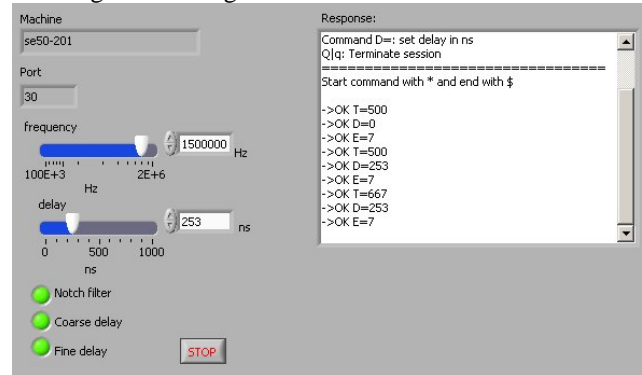 Machine
se50-201
Port
30
frequency
1500000 Hz
100E+3 2E+6
Hz
delay
253 ns
0 500 1000
ns
Notch filter
Coarse delay
Fine delay
STOP
Response:
Command D=: set delay in ns
Q|q: Terminate session
==================================
Start command with * and end with $
->OK T=500
->OK D=0
->OK E=7
->OK T=500
->OK D=253
->OK E=7
->OK T=667
->OK D=253
->OK E=7